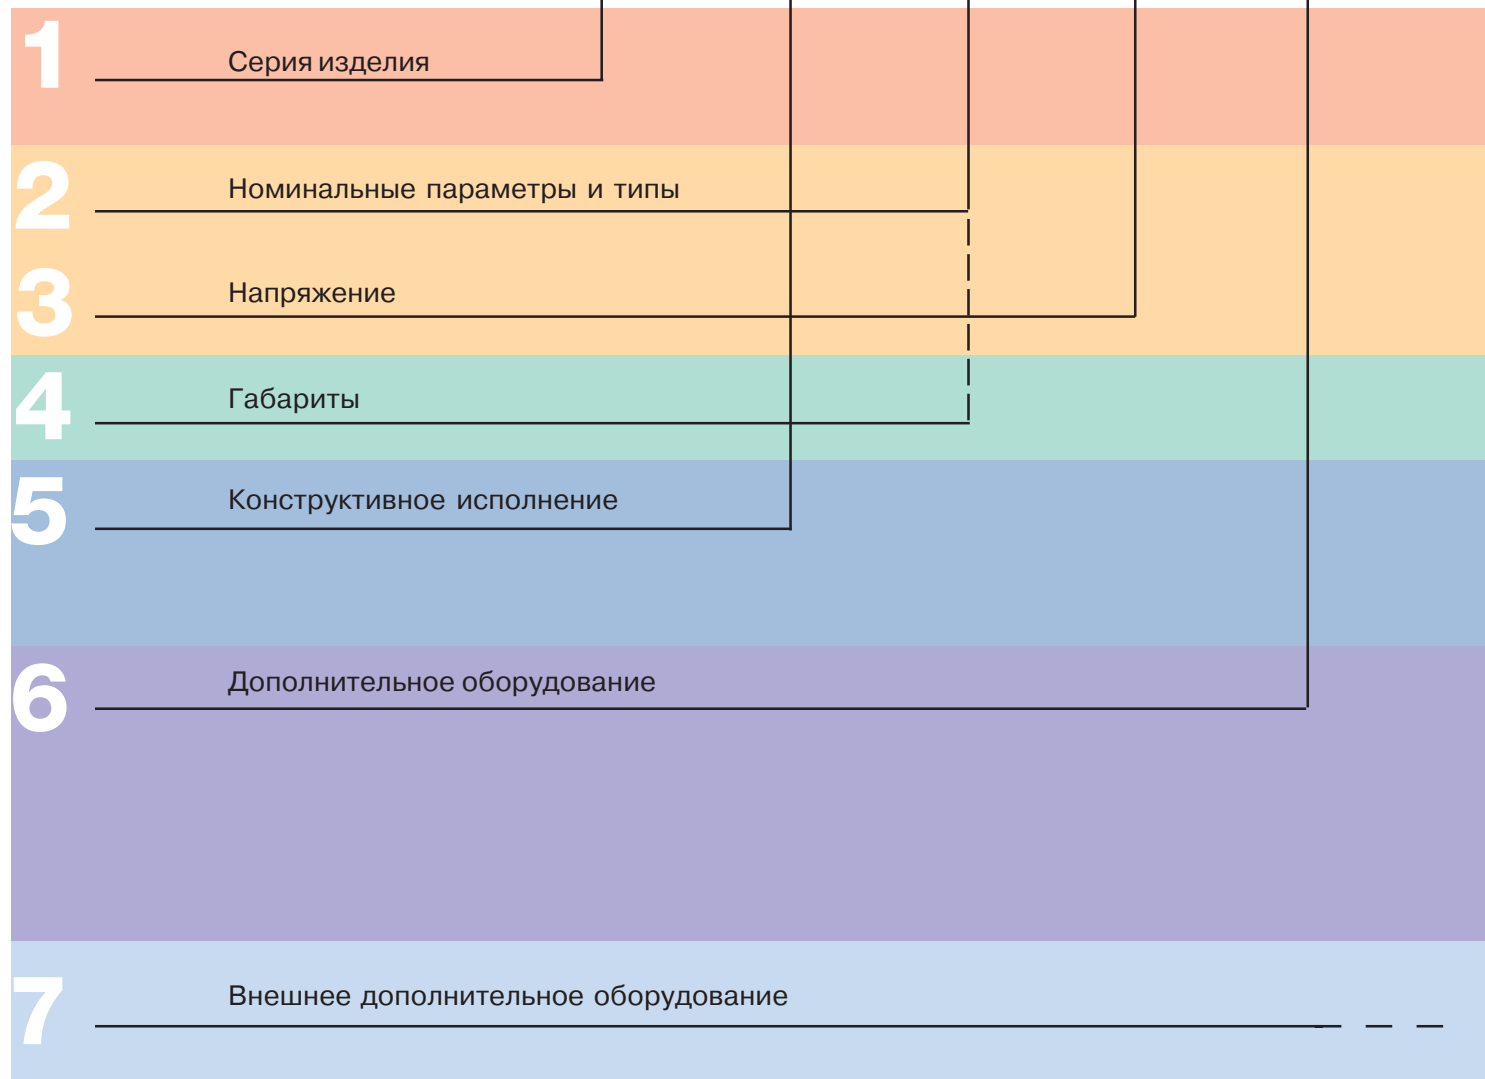 1
Серия изделия
2
Номинальные параметры и типы
3
Напряжение
4
Габариты
5
Конструктивное исполнение
6
Дополнительное оборудование
7
Внешнее дополнительное оборудование